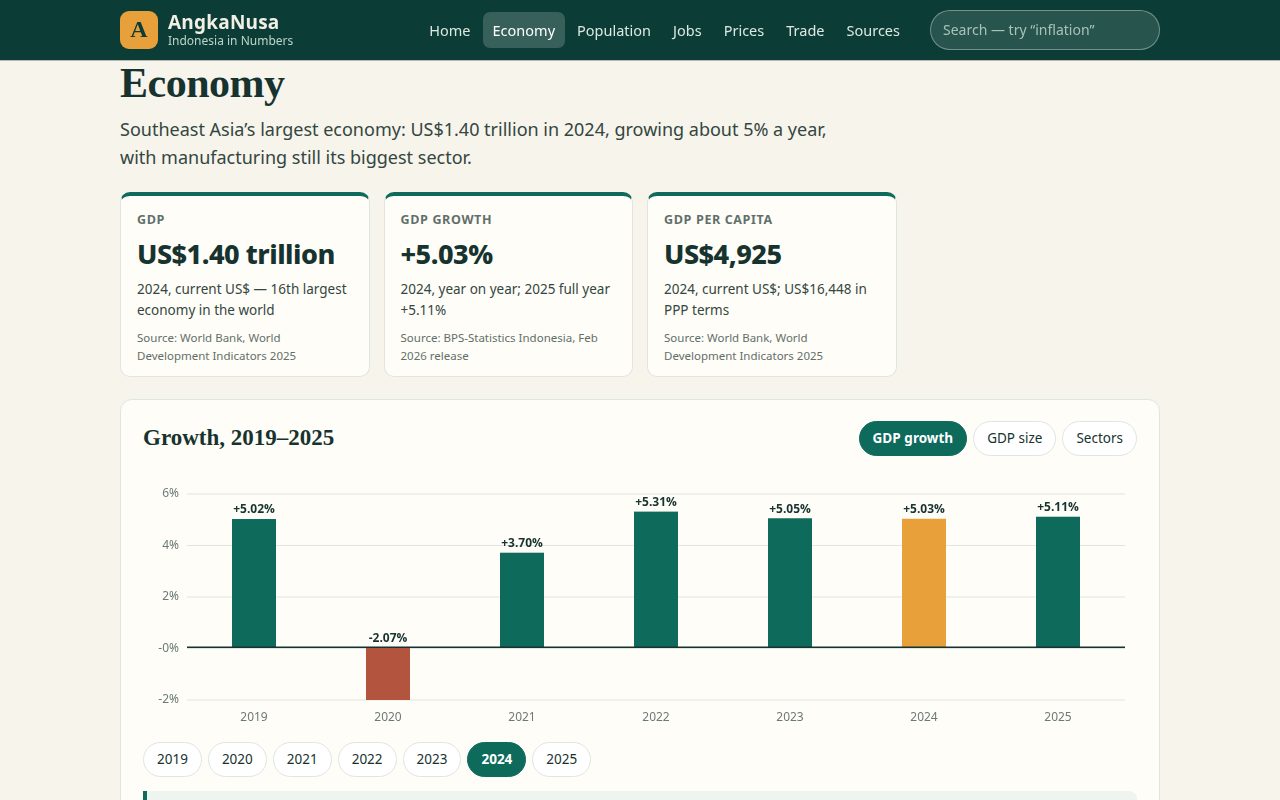 A
AngkaNusa
Indonesia in Numbers
Home
Economy
Population
Jobs
Prices
Trade
Sources
Search — try “inflation”
Economy
Southeast Asia’s largest economy: US$1.40 trillion in 2024, growing about 5% a year,
with manufacturing still its biggest sector.
GDP
US$1.40 trillion
2024, current US$ — 16th largest
economy in the world
Source: World Bank, World
Development Indicators 2025
GDP GROWTH
+5.03%
2024, year on year; 2025 full year
+5.11%
Source: BPS-Statistics Indonesia, Feb
2026 release
GDP PER CAPITA
US$4,925
2024, current US$; US$16,448 in
PPP terms
Source: World Bank, World
Development Indicators 2025
Growth, 2019–2025
GDP growth
GDP size
Sectors
6%
4%
2%
-0%
-2%
+5.02%
-2.07%
+3.70%
+5.31%
+5.05%
+5.03%
+5.11%
2019
2020
2021
2022
2023
2024
2025
2019
2020
2021
2022
2023
2024
2025